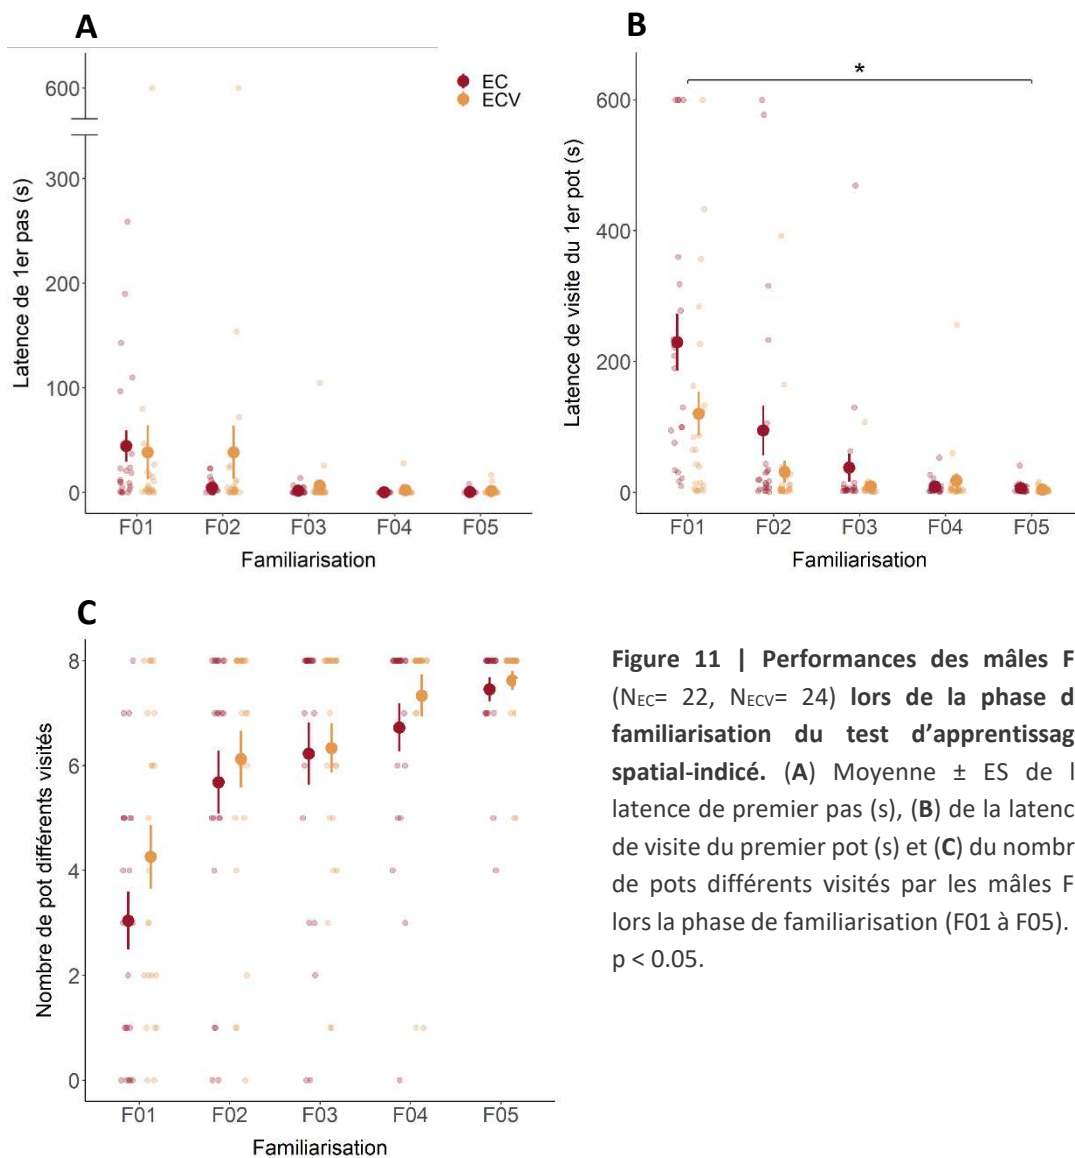 A
600
300
200
100
0
Latence de 1er pas (s)
EC
ECV
F01 F02 F03 F04 F05
Familiarisation
B
*
600
400
200
0
Latence de visite du 1er pot (s)
F01 F02 F03 F04 F05
Familiarisation
C
8
6
4
2
0
Nombre de pot différents visités
F01 F02 F03 F04 F05
Familiarisation
Figure 11 | Performances des mâles F
(NEC= 22, NECV= 24) lors de la phase d
familiarisation du test d’apprentissag
spatial-indicé. (A) Moyenne ± ES de l
latence de premier pas (s), (B) de la latenc
de visite du premier pot (s) et (C) du nombr
de pots différents visités par les mâles F
lors la phase de familiarisation (F01 à F05).
p < 0.05.